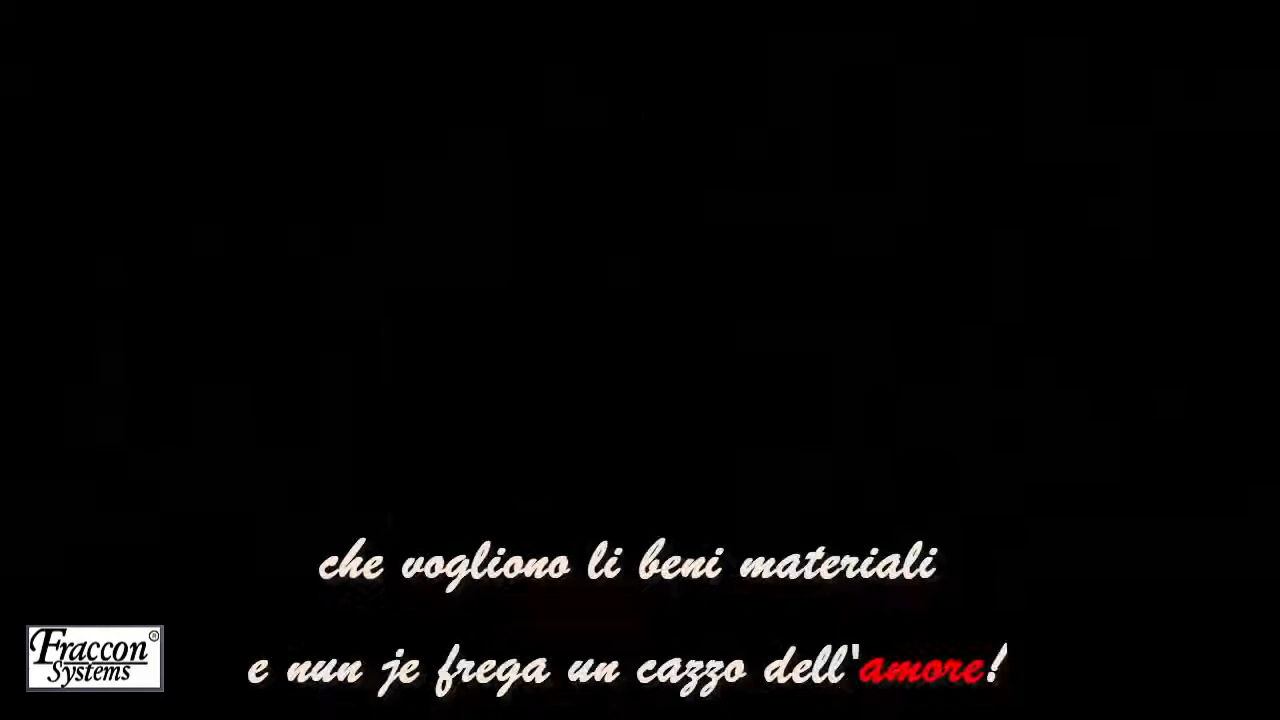 che vogliono li beni materiali
e nun je frega un cazzo dell'amore!
Fraccon®
Systems